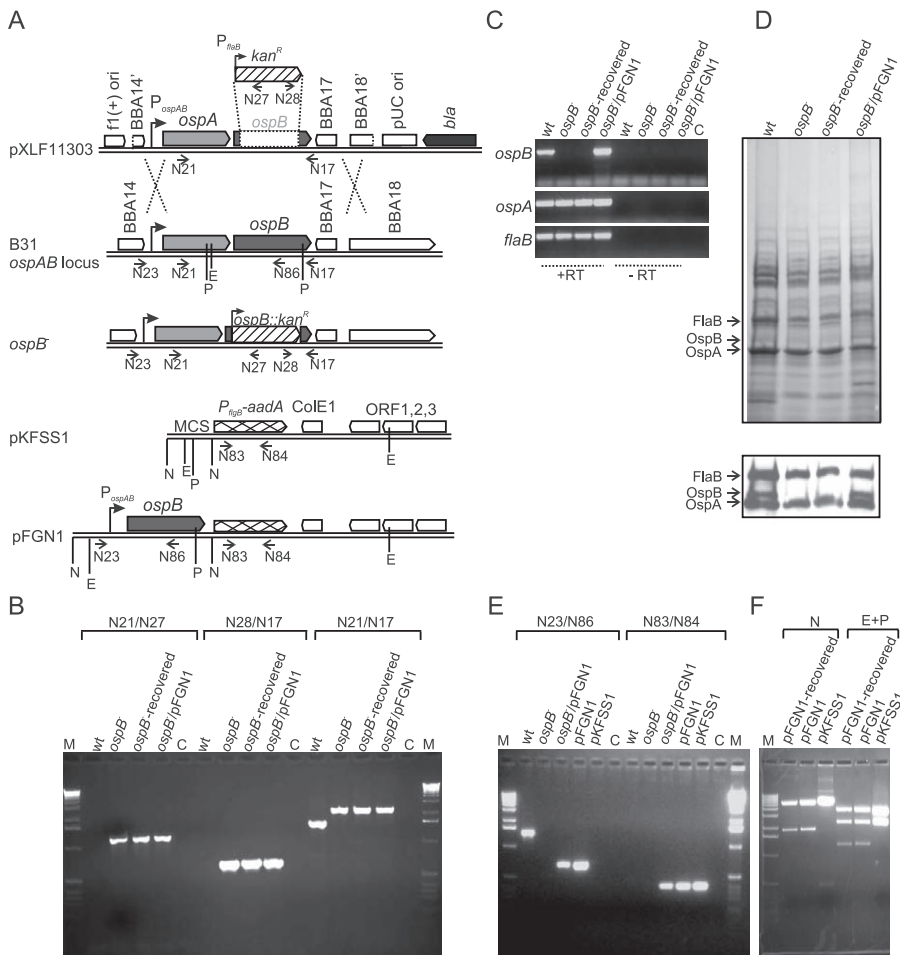 A
P flaB kan R
N27 N28
f1(+) ori
BBA14'
P ospAB
ospA
ospB
BBA17
BBA18'
pUC ori
bla
pXLF11303
N21 N17
BBA14
BBA17
BBA18
B31
ospAB locus
ospB
N23 N21 E N86 N17
P P
ospB-
ospB::kan R
N23 N21 N27 N28 N17
pKFSS1
MCS
P flgB-aadA
ColE1
ORF1,2,3
N E P N N83 N84 E
pFGN1
P ospAB
ospB
N E N23 N86 P N N83 N84 E
B
N21/N27 N28/N17 N21/N17
M wt ospB- ospB--recovered ospB-/pFGN1 C wt ospB- ospB--recovered ospB-/pFGN1 C wt ospB- ospB--recovered ospB-/pFGN1 C M
C
wt ospB- ospB--recovered ospB-/pFGN1 wt ospB- ospB--recovered ospB-/pFGN1 C
ospB
ospA
flaB
+RT - RT
D
wt ospB- ospB--recovered ospB-/pFGN1
FlaB
OspB
OspA
FlaB
OspB
OspA
E
N23/N86 N83/N84
M wt ospB- ospB-/pFGN1 pFGN1 pKFSS1 C wt ospB- ospB-/pFGN1 pFGN1 pKFSS1 C M
F
N E+P
M pFGN1-recovered pFGN1 pKFSS1 pFGN1-recovered pFGN1 pKFSS1